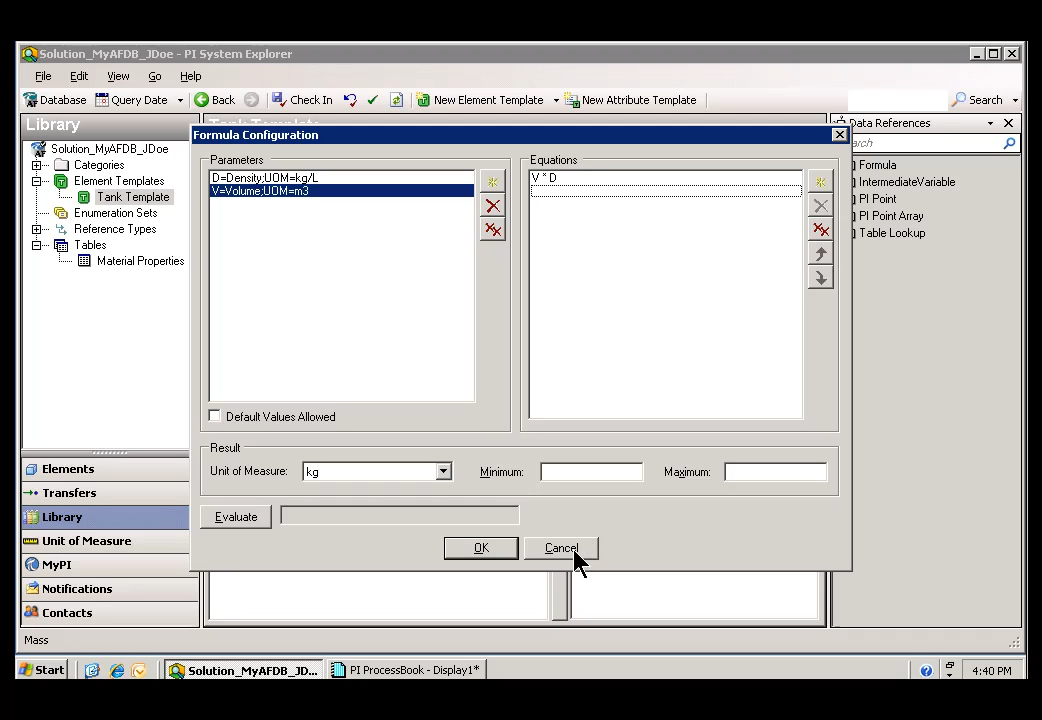 Solution_MyAFDB_JDoe - PI System Explorer
File Edit View Go Help
Database Query Date Back Check In New Element Template New Attribute Template Search
Library
Solution_MyAFDB_JDoe
Categories
Element Templates
Tank Template
Enumeration Sets
Reference Types
Tables
Material Properties
Elements
Transfers
Library
Unit of Measure
MyPI
Notifications
Contacts
Formula Configuration
Parameters
D=Density;UOM=kg/L
V=Volume;UOM=m3
Default Values Allowed
Equations
V * D
Result
Unit of Measure: kg Minimum: Maximum:
Evaluate
OK Cancel
Data References
Formula
IntermediateVariable
PI Point
PI Point Array
Table Lookup
Mass
Start Solution_MyAFDB_JD... PI ProcessBook - Display1* 4:40 PM